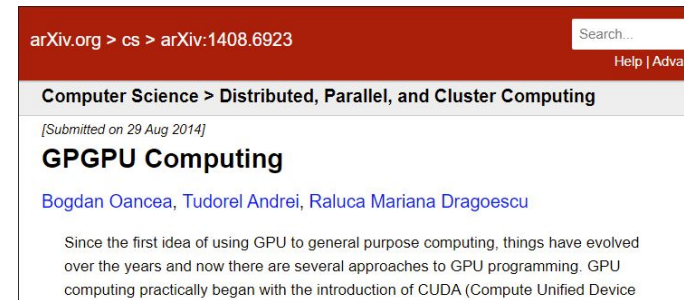 arXiv.org > cs > arXiv:1408.6923
Search...
Help | Adva
Computer Science > Distributed, Parallel, and Cluster Computing
[Submitted on 29 Aug 2014]
GPGPU Computing
Bogdan Oancea, Tudorel Andrei, Raluca Mariana Dragoescu
Since the first idea of using GPU to general purpose computing, things have evolved
over the years and now there are several approaches to GPU programming. GPU
computing practically began with the introduction of CUDA (Compute Unified Device